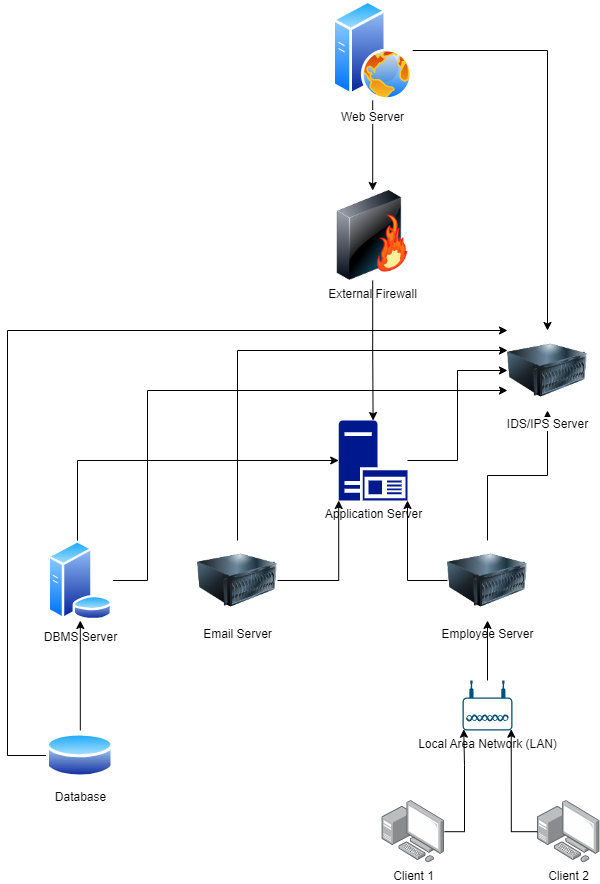 Web Server
External Firewall
IDS/IPS Server
Application Server
DBMS Server
Email Server
Employee Server
Local Area Network (LAN)
Database
Client 1
Client 2